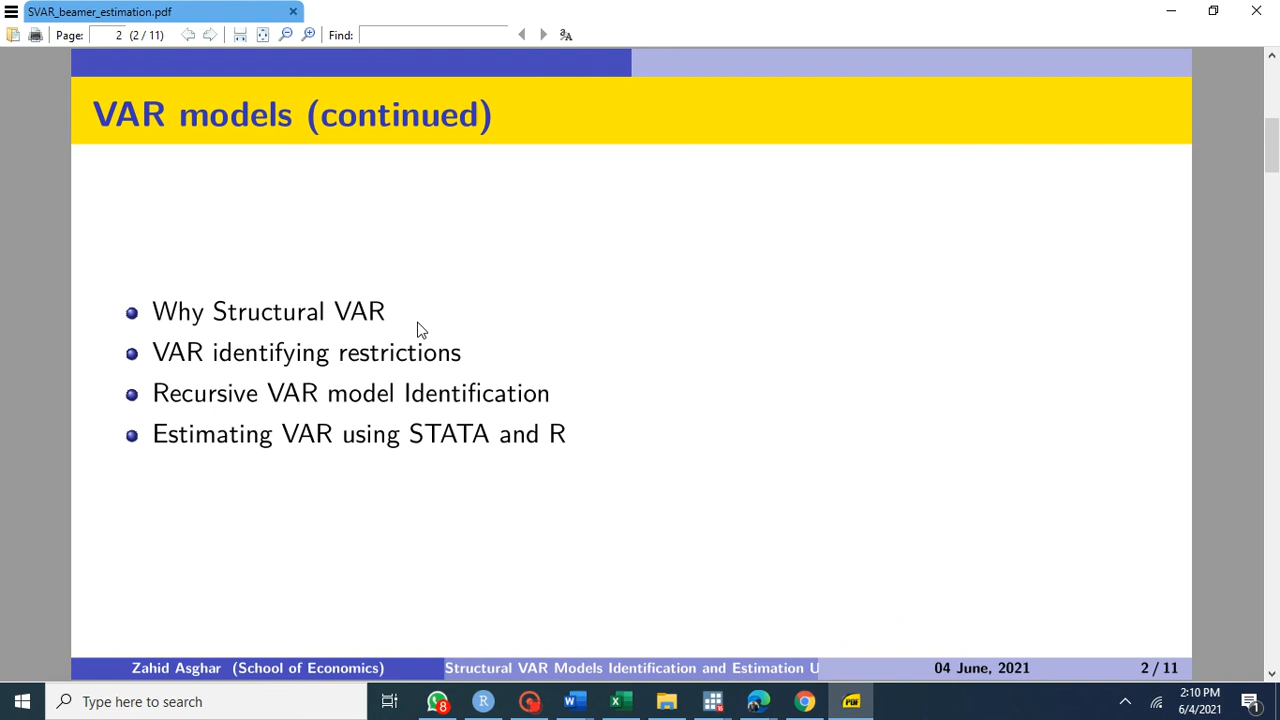 SVAR_beamer_estimation.pdf
Page: 2 (2/11) Find:
VAR models (continued)
Why Structural VAR
VAR identifying restrictions
Recursive VAR model Identification
Estimating VAR using STATA and R
Zahid Asghar (School of Economics) Structural VAR Models Identification and Estimation U 04 June, 2021 2 / 11
Type here to search
8
2:10 PM
6/4/2021
1